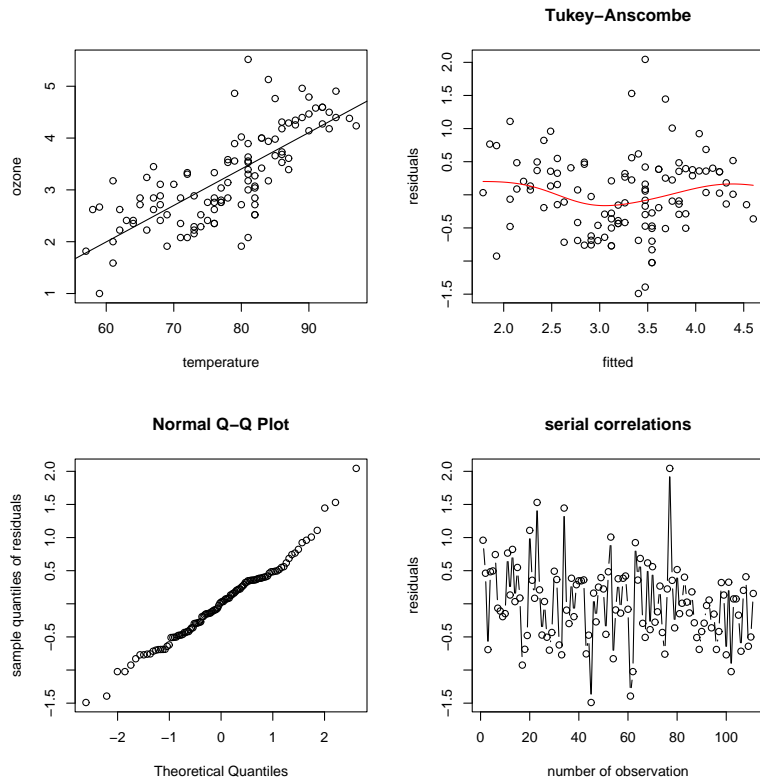 Tukey−Anscombe
ozone
5
4
3
2
1
60 70 80 90
temperature
residuals
2.0
1.5
1.0
0.5
−0.5
−1.5
2.0 2.5 3.0 3.5 4.0 4.5
fitted
Normal Q−Q Plot
sample quantiles of residuals
2.0
1.5
1.0
0.5
−0.5
−1.5
−2 −1 0 1 2
Theoretical Quantiles
serial correlations
residuals
2.0
1.5
1.0
0.5
−0.5
−1.5
0 20 40 60 80 100
number of observation